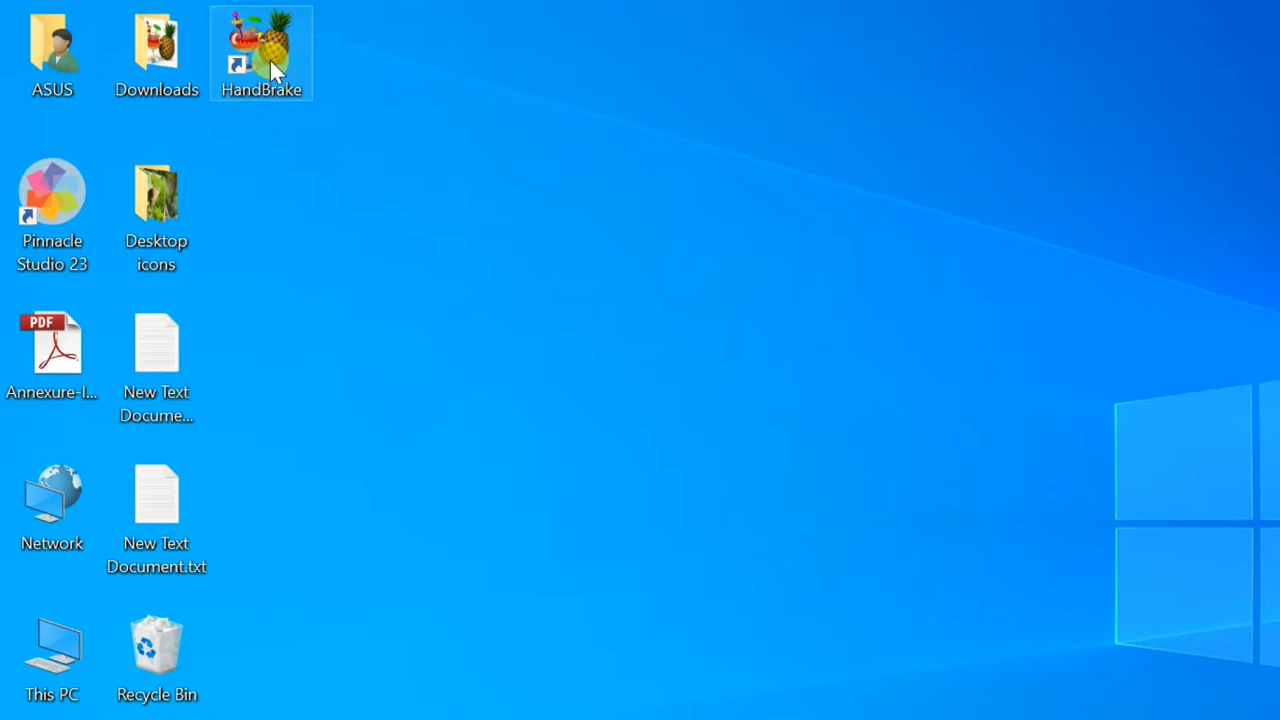 ASUS
Downloads
HandBrake
Pinnacle
Studio 23
Desktop
icons
PDF
Annexure-I...
New Text
Docume...
Network
New Text
Document.txt
This PC
Recycle Bin